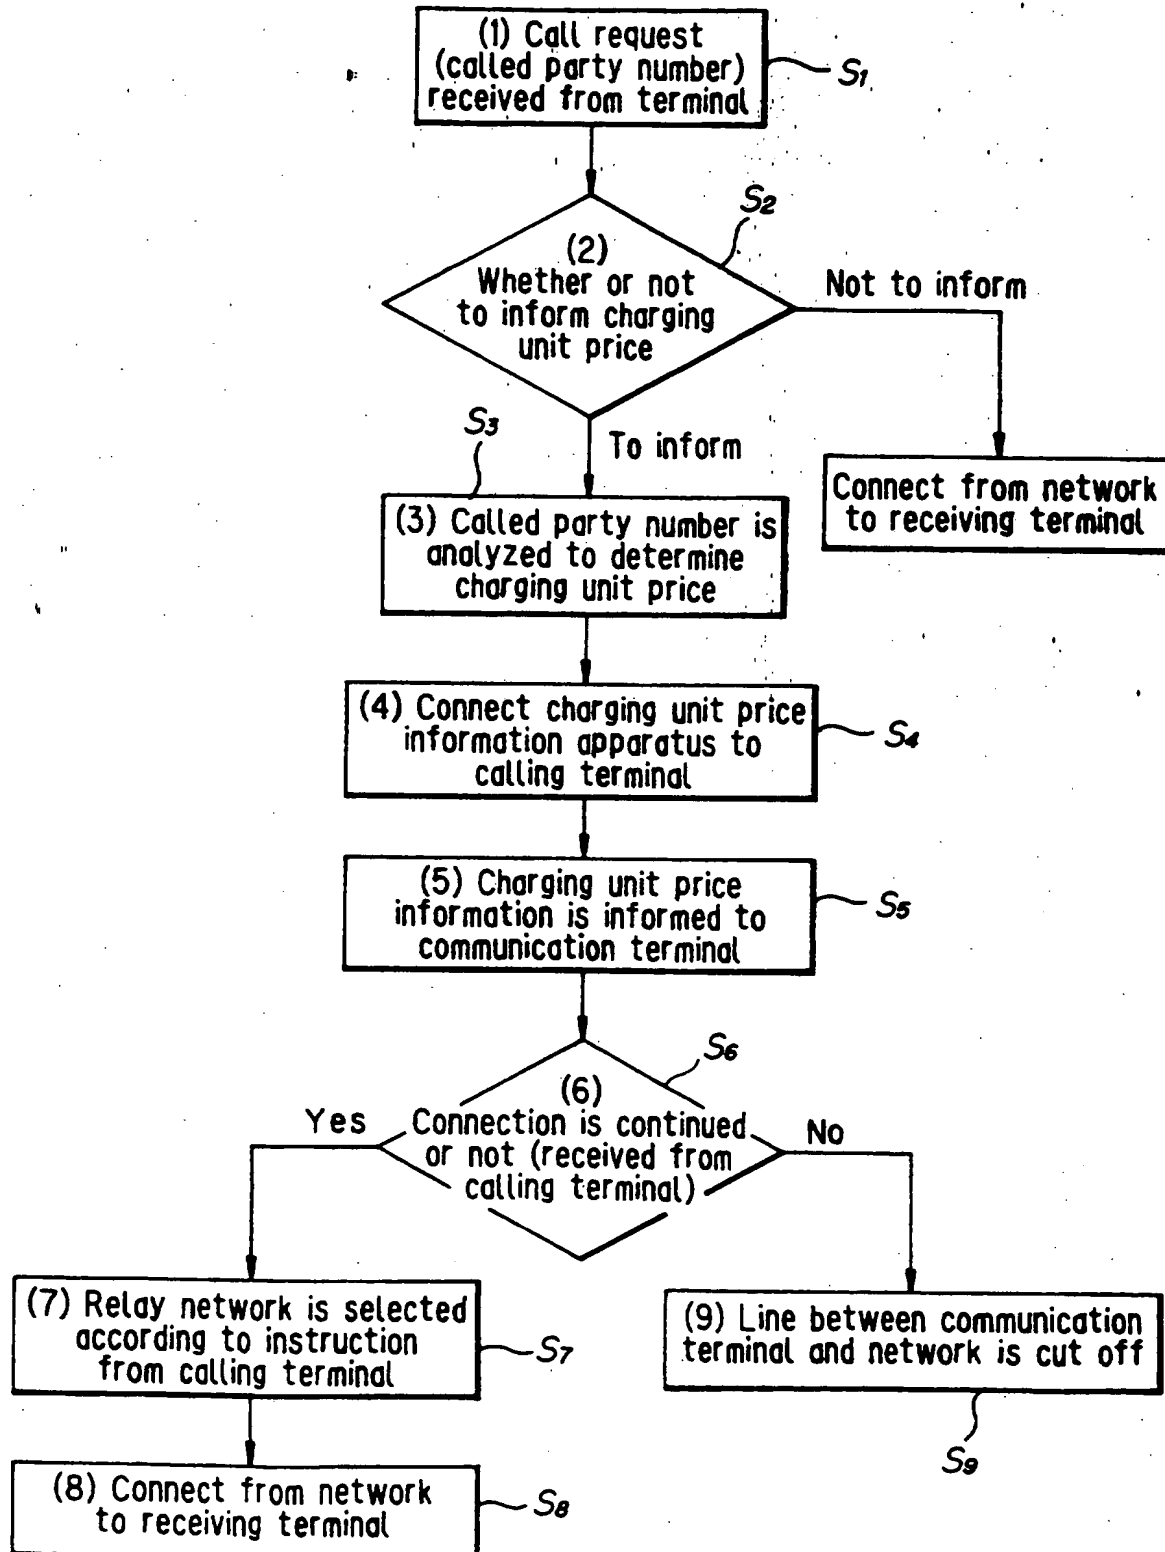 (1) Call request
(called party number)
received from terminal
S1
S2
(2)
Whether or not
to inform charging
unit price
Not to inform
S3
To inform
Connect from network
to receiving terminal
(3) Called party number is
analyzed to determine
charging unit price
(4) Connect charging unit price
information apparatus to
calling terminal
S4
(5) Charging unit price
information is informed to
communication terminal
S5
S6
(6)
Connection is continued
or not (received from
calling terminal)
Yes
No
(7) Relay network is selected
according to instruction
from calling terminal
S7
(9) Line between communication
terminal and network is cut off
S9
(8) Connect from network
to receiving terminal
S8